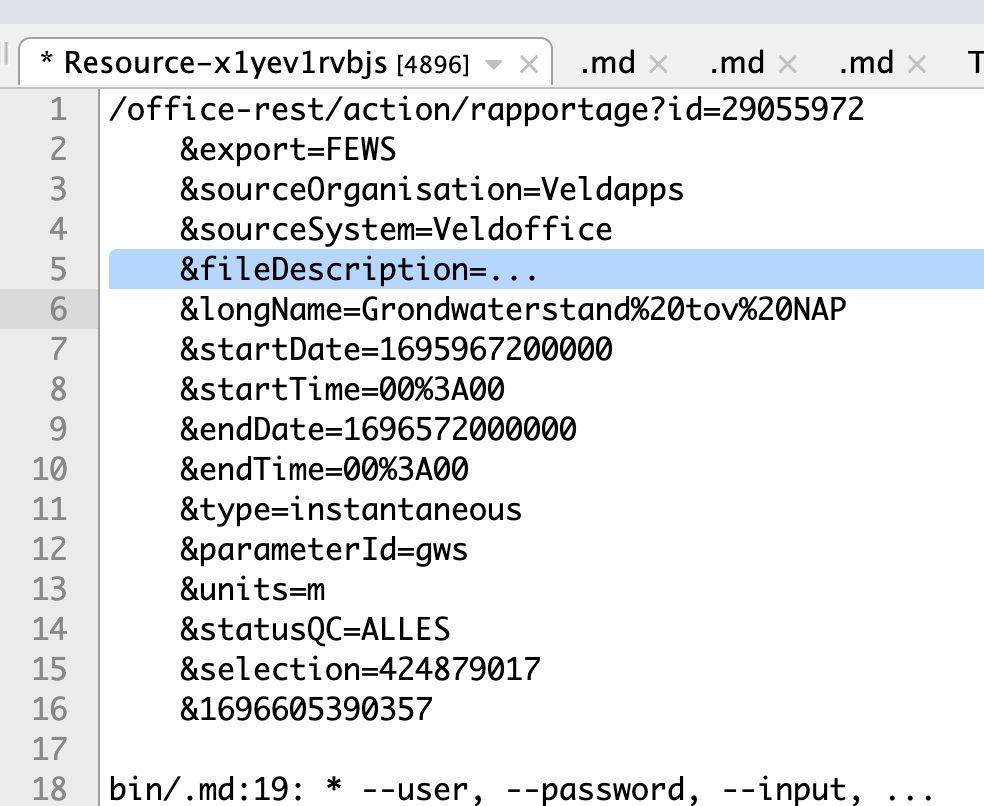 * Resource-x1yev1rvbjs [4896] .md .md .md T
1 /office-rest/action/rapportage?id=29055972
2 &export=FEWS
3 &sourceOrganisation=Veldapps
4 &sourceSystem=Veldoffice
5 &fileDescription=...
6 &longName=Grondwaterstand%20tov%20NAP
7 &startDate=1695967200000
8 &startTime=00%3A00
9 &endDate=1696572000000
10 &endTime=00%3A00
11 &type=instantaneous
12 &parameterId=gws
13 &units=m
14 &statusQC=ALLES
15 &selection=424879017
16 &1696605390357
17
18 bin/.md:19: * --user, --password, --input, ...